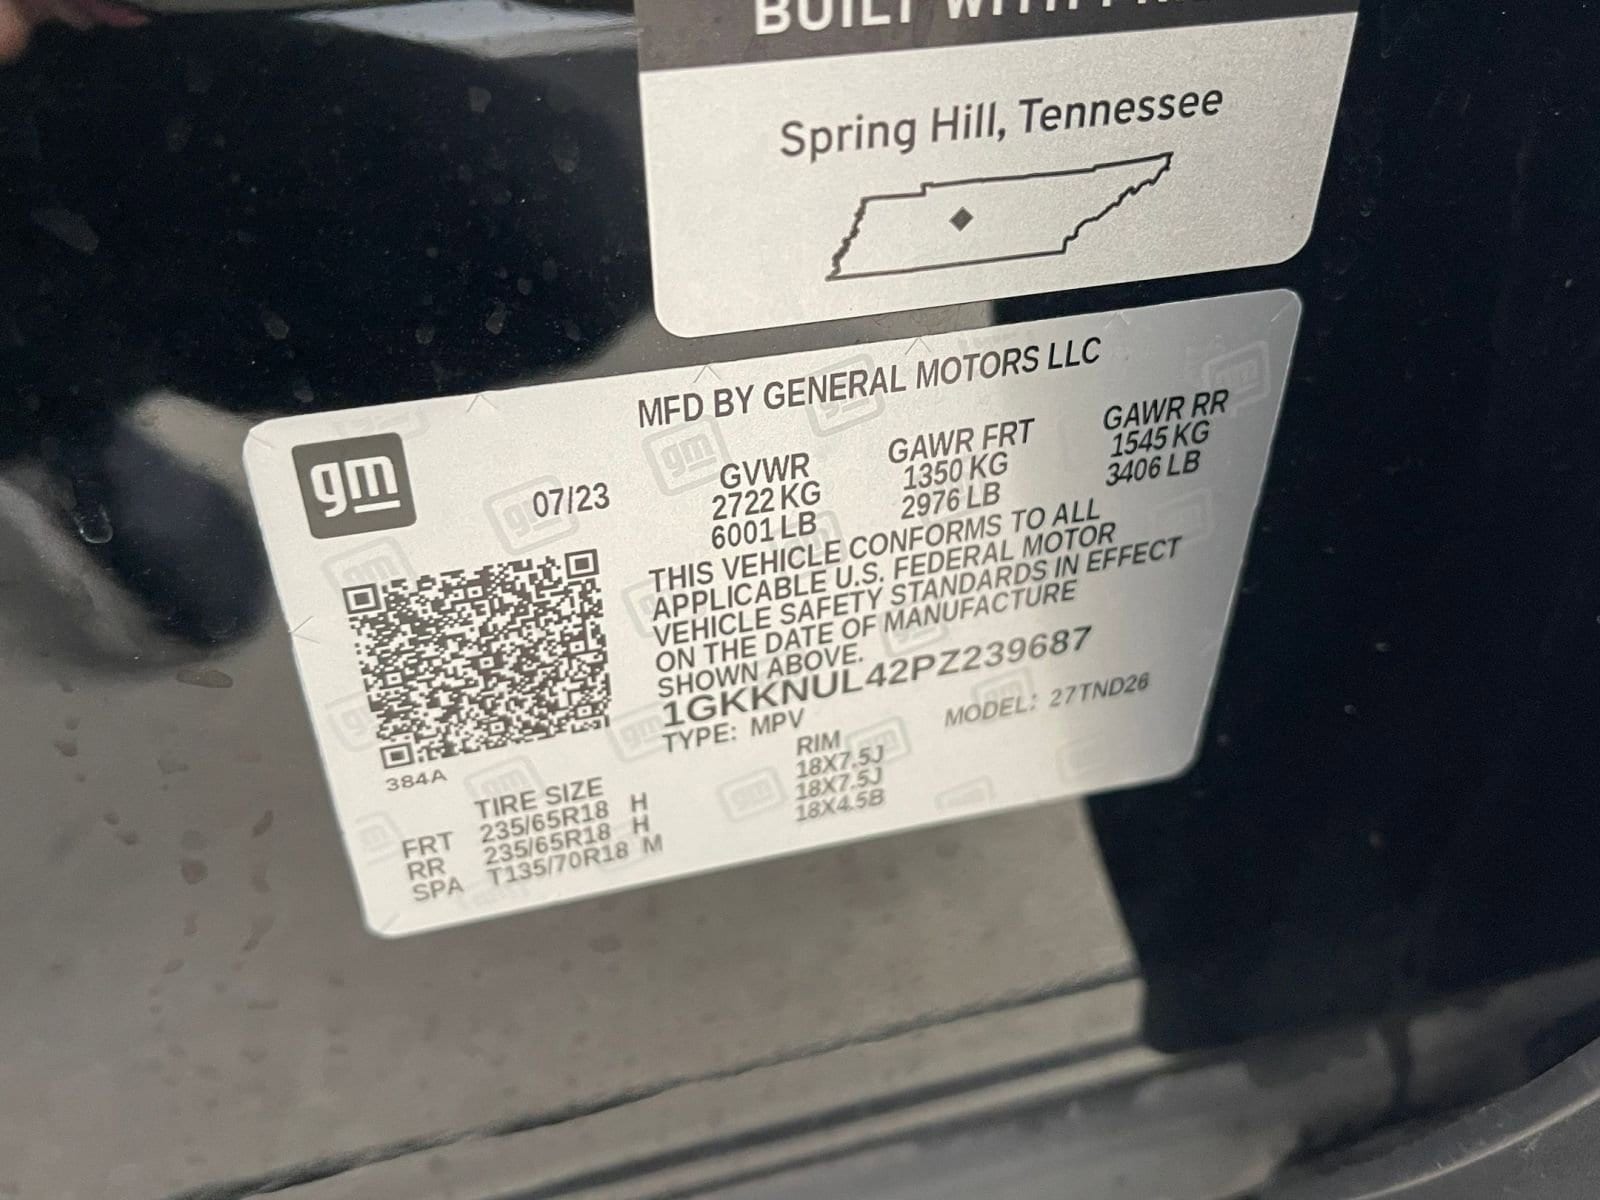 BUILT WITH
Spring Hill, Tennessee
MFD BY GENERAL MOTORS LLC
gm
07/23
GVWR
2722 KG
6001 LB
GAWR FRT
1350 KG
2976 LB
GAWR RR
1545 KG
3406 LB
THIS VEHICLE CONFORMS TO ALL
APPLICABLE U.S. FEDERAL MOTOR
VEHICLE SAFETY STANDARDS IN EFFECT
ON THE DATE OF MANUFACTURE
SHOWN ABOVE.
1GKKNUL42PZ239687
TYPE: MPV
MODEL: 27TND26
384A
TIRE SIZE
RIM
FRT 235/65R18 H 18X7.5J
RR 235/65R18 H 18X7.5J
SPA T135/70R18 M 18X4.5B